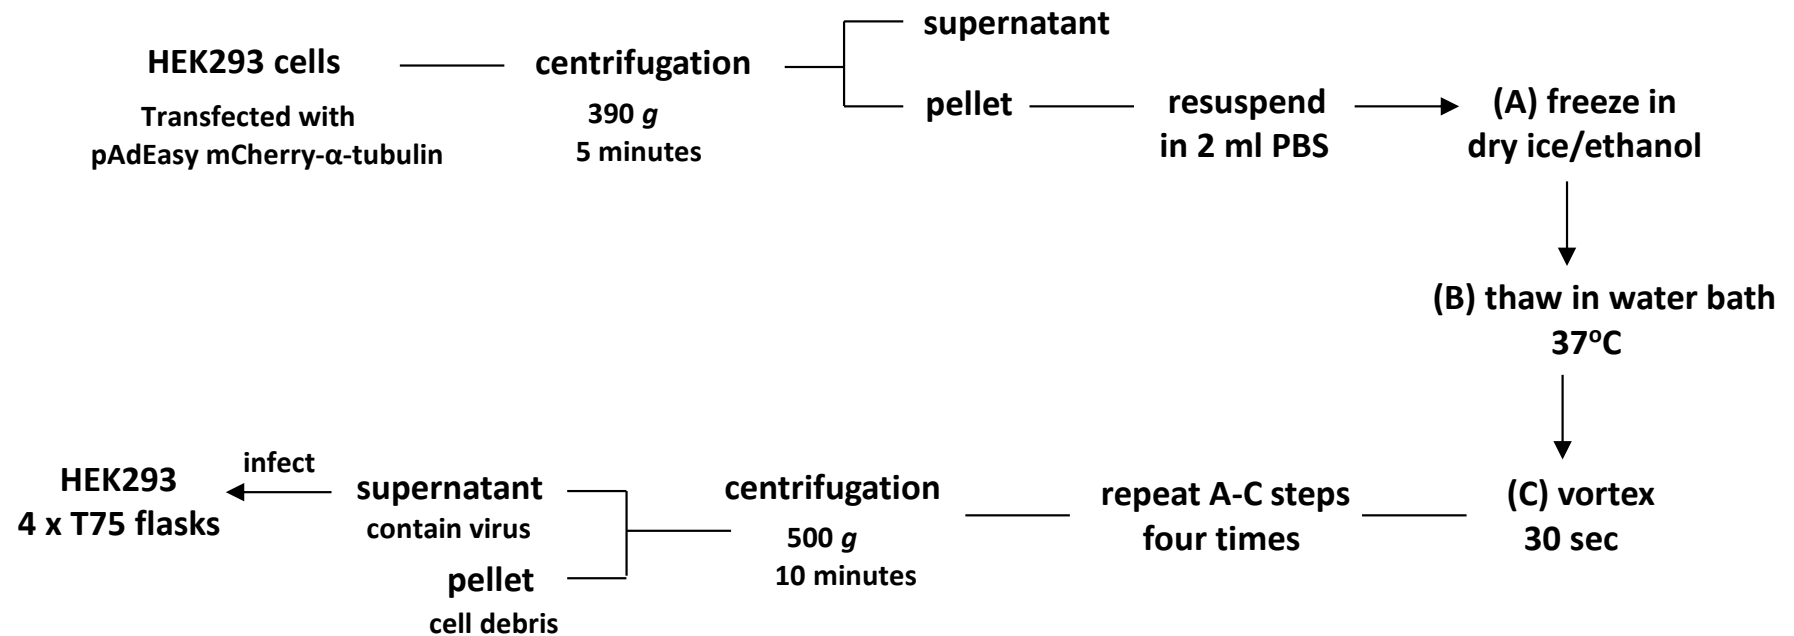 HEK293 cells
Transfected with
pAdEasy mCherry-α-tubulin
centrifugation
390 g
5 minutes
supernatant
pellet
resuspend
in 2 ml PBS
(A) freeze in
dry ice/ethanol
(B) thaw in water bath
37ºC
(C) vortex
30 sec
repeat A-C steps
four times
centrifugation
500 g
10 minutes
supernatant
contain virus
pellet
cell debris
infect
HEK293
4 x T75 flasks